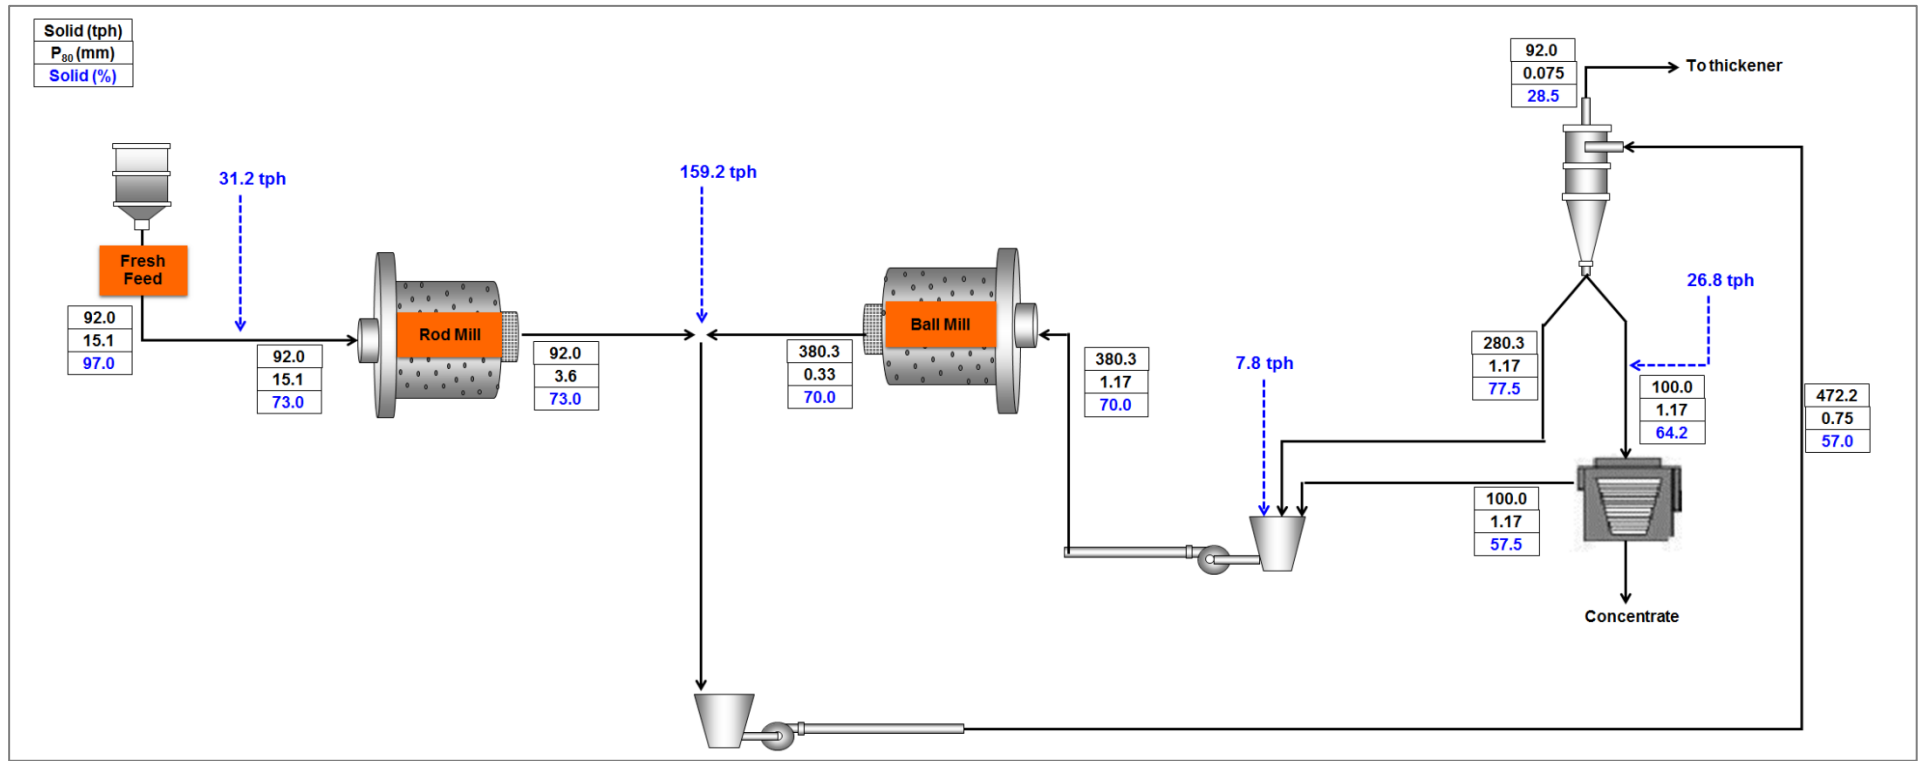 Solid (tph)
P80 (mm)
Solid (%)
92.0
0.075
28.5
To thickener
31.2 tph
159.2 tph
Fresh
Feed
92.0
15.1
97.0
92.0
15.1
73.0
Rod Mill
92.0
3.6
73.0
380.3
0.33
70.0
Ball Mill
380.3
1.17
70.0
7.8 tph
280.3
1.17
77.5
26.8 tph
100.0
1.17
64.2
472.2
0.75
57.0
100.0
1.17
57.5
Concentrate